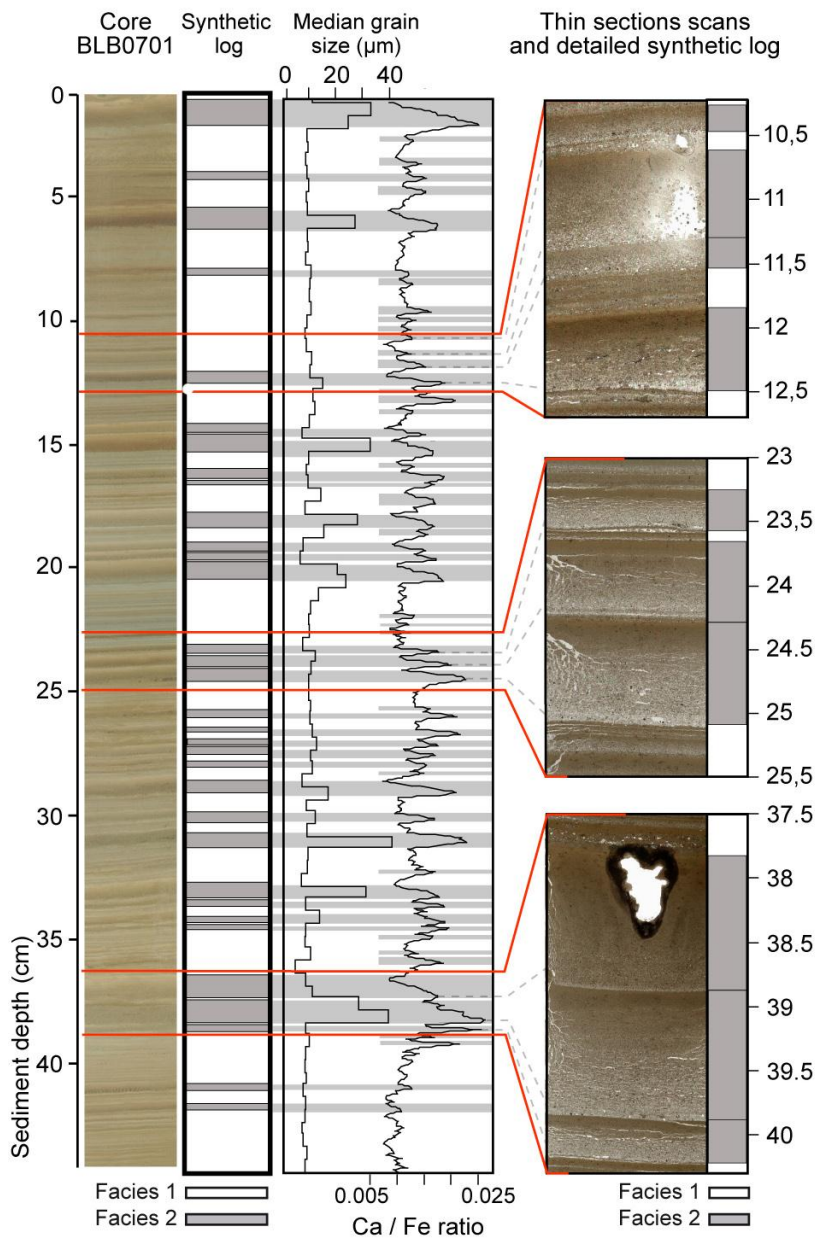 Core
BLB0701
Synthetic
log
Median grain
size (µm)
Thin sections scans
and detailed synthetic log
0 20 40
0
5
10
15
20
25
30
35
40
Sediment depth (cm)
10,5
11
11,5
12
12,5
23
23,5
24
24.5
25
25,5
37,5
38
38.5
39
39.5
40
0.005 0.025
Ca / Fe ratio
Facies 1
Facies 2
Facies 1
Facies 2